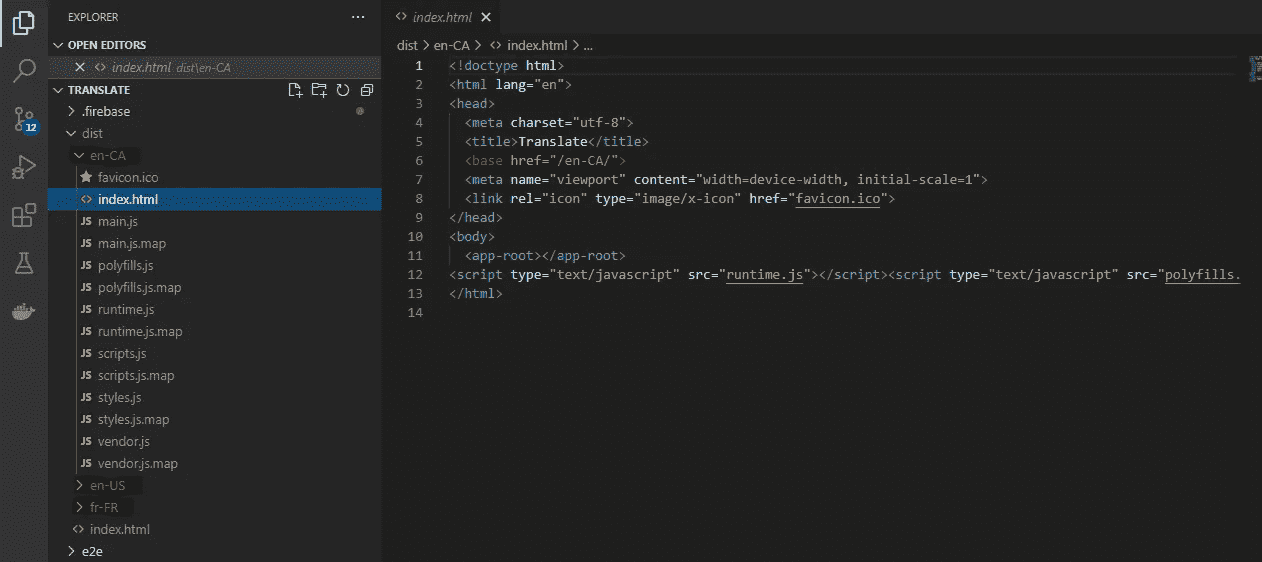 EXPLORER
...
OPEN EDITORS
index.html dist\en-CA
TRANSLATE
.firebase
dist
en-CA
favicon.ico
index.html
JS main.js
JS main.js.map
JS polyfills.js
JS polyfills.js.map
JS runtime.js
JS runtime.js.map
JS scripts.js
JS scripts.js.map
JS styles.js
JS styles.js.map
JS vendor.js
JS vendor.js.map
en-US
fr-FR
index.html
e2e
12
index.html
dist > en-CA > index.html > ...
1 <!doctype html>
2 <html lang="en">
3 <head>
4 <meta charset="utf-8">
5 <title>Translate</title>
6 <base href="/en-CA/">
7 <meta name="viewport" content="width=device-width, initial-scale=1">
8 <link rel="icon" type="image/x-icon" href="favicon.ico">
9 </head>
10 <body>
11 <app-root></app-root>
12 <script type="text/javascript" src="runtime.js"></script><script type="text/javascript" src="polyfills.
13 </html>
14